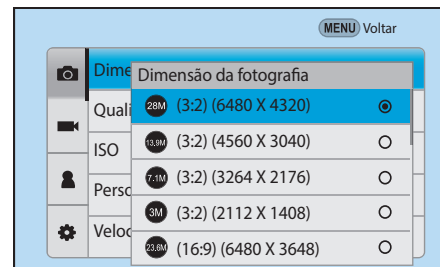 MENU Voltar
Dime
Dimensão da fotografia
Quali
28M (3:2) (6480 X 4320)
ISO
13.9M (3:2) (4560 X 3040)
7.1M (3:2) (3264 X 2176)
Perso
3M (3:2) (2112 X 1408)
Veloc
23.6M (16:9) (6480 X 3648)